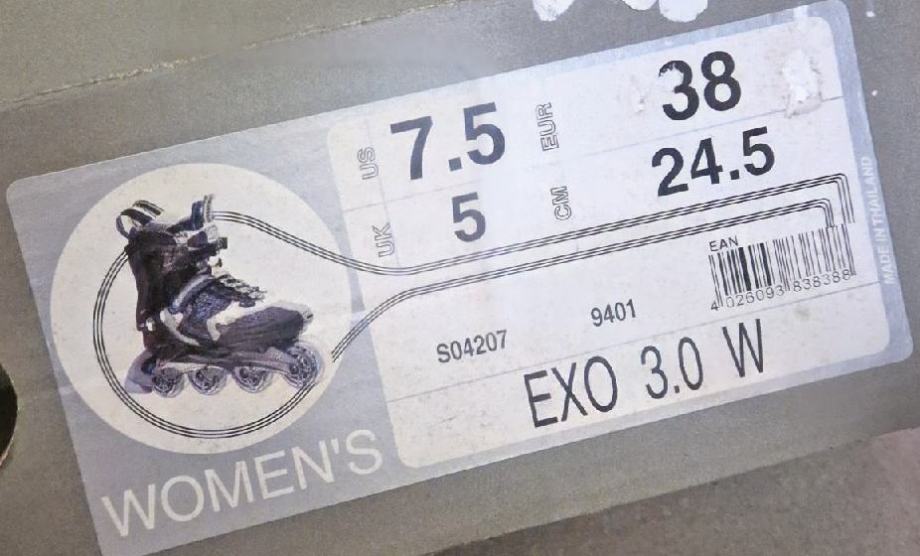 US 7.5 EUR 38
UK 5 CM 24.5
EAN
4 026093 838388
MADE IN THAILAND
S04207 9401
EXO 3.0 W
WOMEN'S